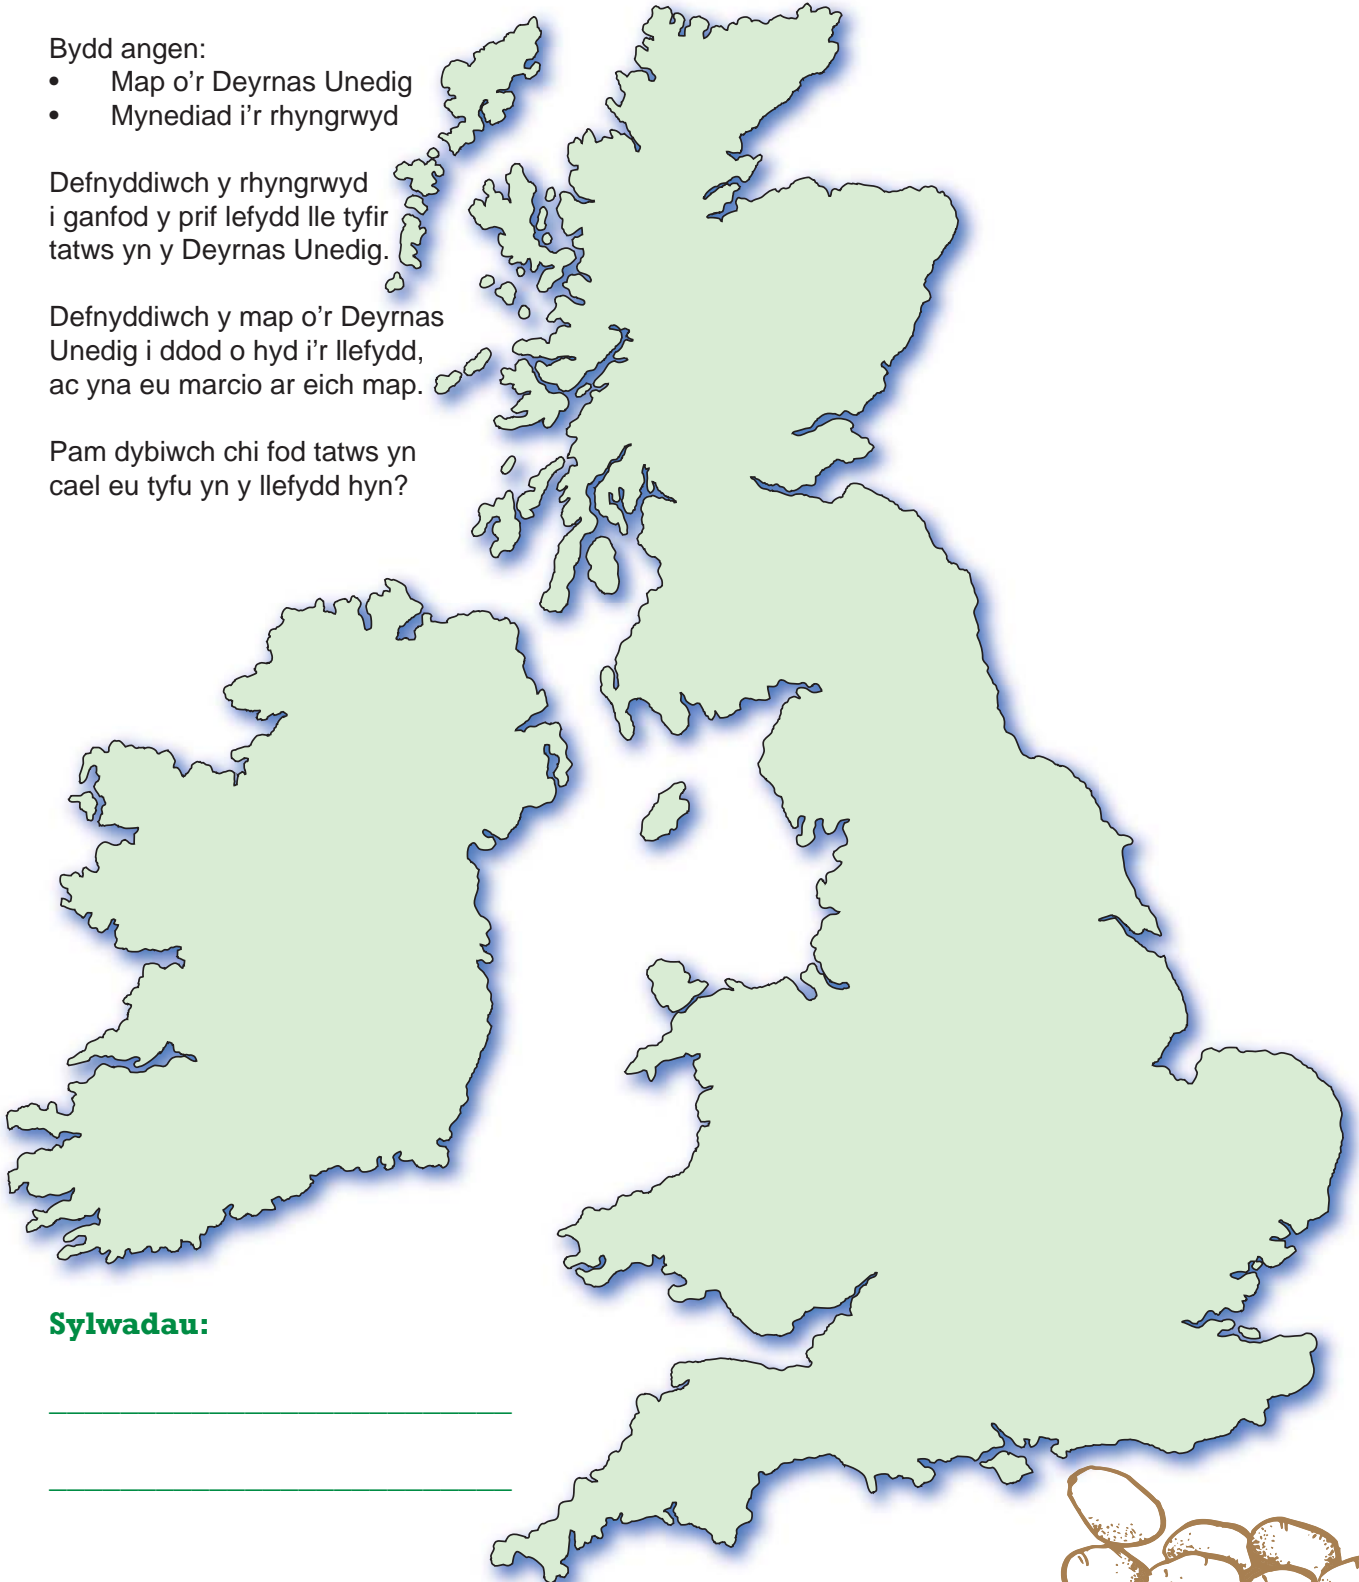 Bydd angen:
• Map o'r Deyrnas Unedig
• Mynediad i'r rhyngrwyd
Defnyddiwch y rhyngrwyd
i ganfod y prif lefydd lle tyfir
tatws yn y Deyrnas Unedig.
Defnyddiwch y map o'r Deyrnas
Unedig i ddod o hyd i'r llefydd,
ac yna eu marcio ar eich map.
Pam dybiwch chi fod tatws yn
cael eu tyfu yn y llefydd hyn?
Sylwadau: